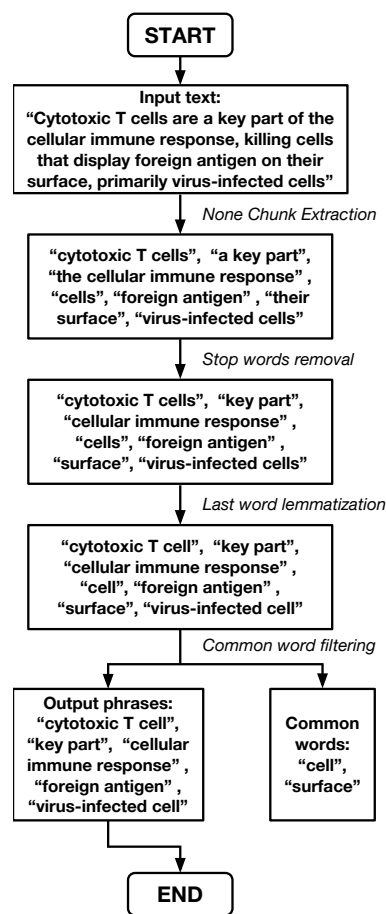 START
Input text:
“Cytotoxic T cells are a key part of the
cellular immune response, killing cells
that display foreign antigen on their
surface, primarily virus-infected cells”
None Chunk Extraction
“cytotoxic T cells”, “a key part”,
“the cellular immune response” ,
“cells”, “foreign antigen” , “their
surface”, “virus-infected cells”
Stop words removal
“cytotoxic T cells”, “key part”,
“cellular immune response” ,
“cells”, “foreign antigen” ,
“surface”, “virus-infected cells”
Last word lemmatization
“cytotoxic T cell”, “key part”,
“cellular immune response” ,
“cell”, “foreign antigen” ,
“surface”, “virus-infected cell”
Common word filtering
Output phrases:
“cytotoxic T cell”,
“key part”, “cellular
immune response” ,
“foreign antigen” ,
“virus-infected cell”
Common
words:
“cell”,
“surface”
END